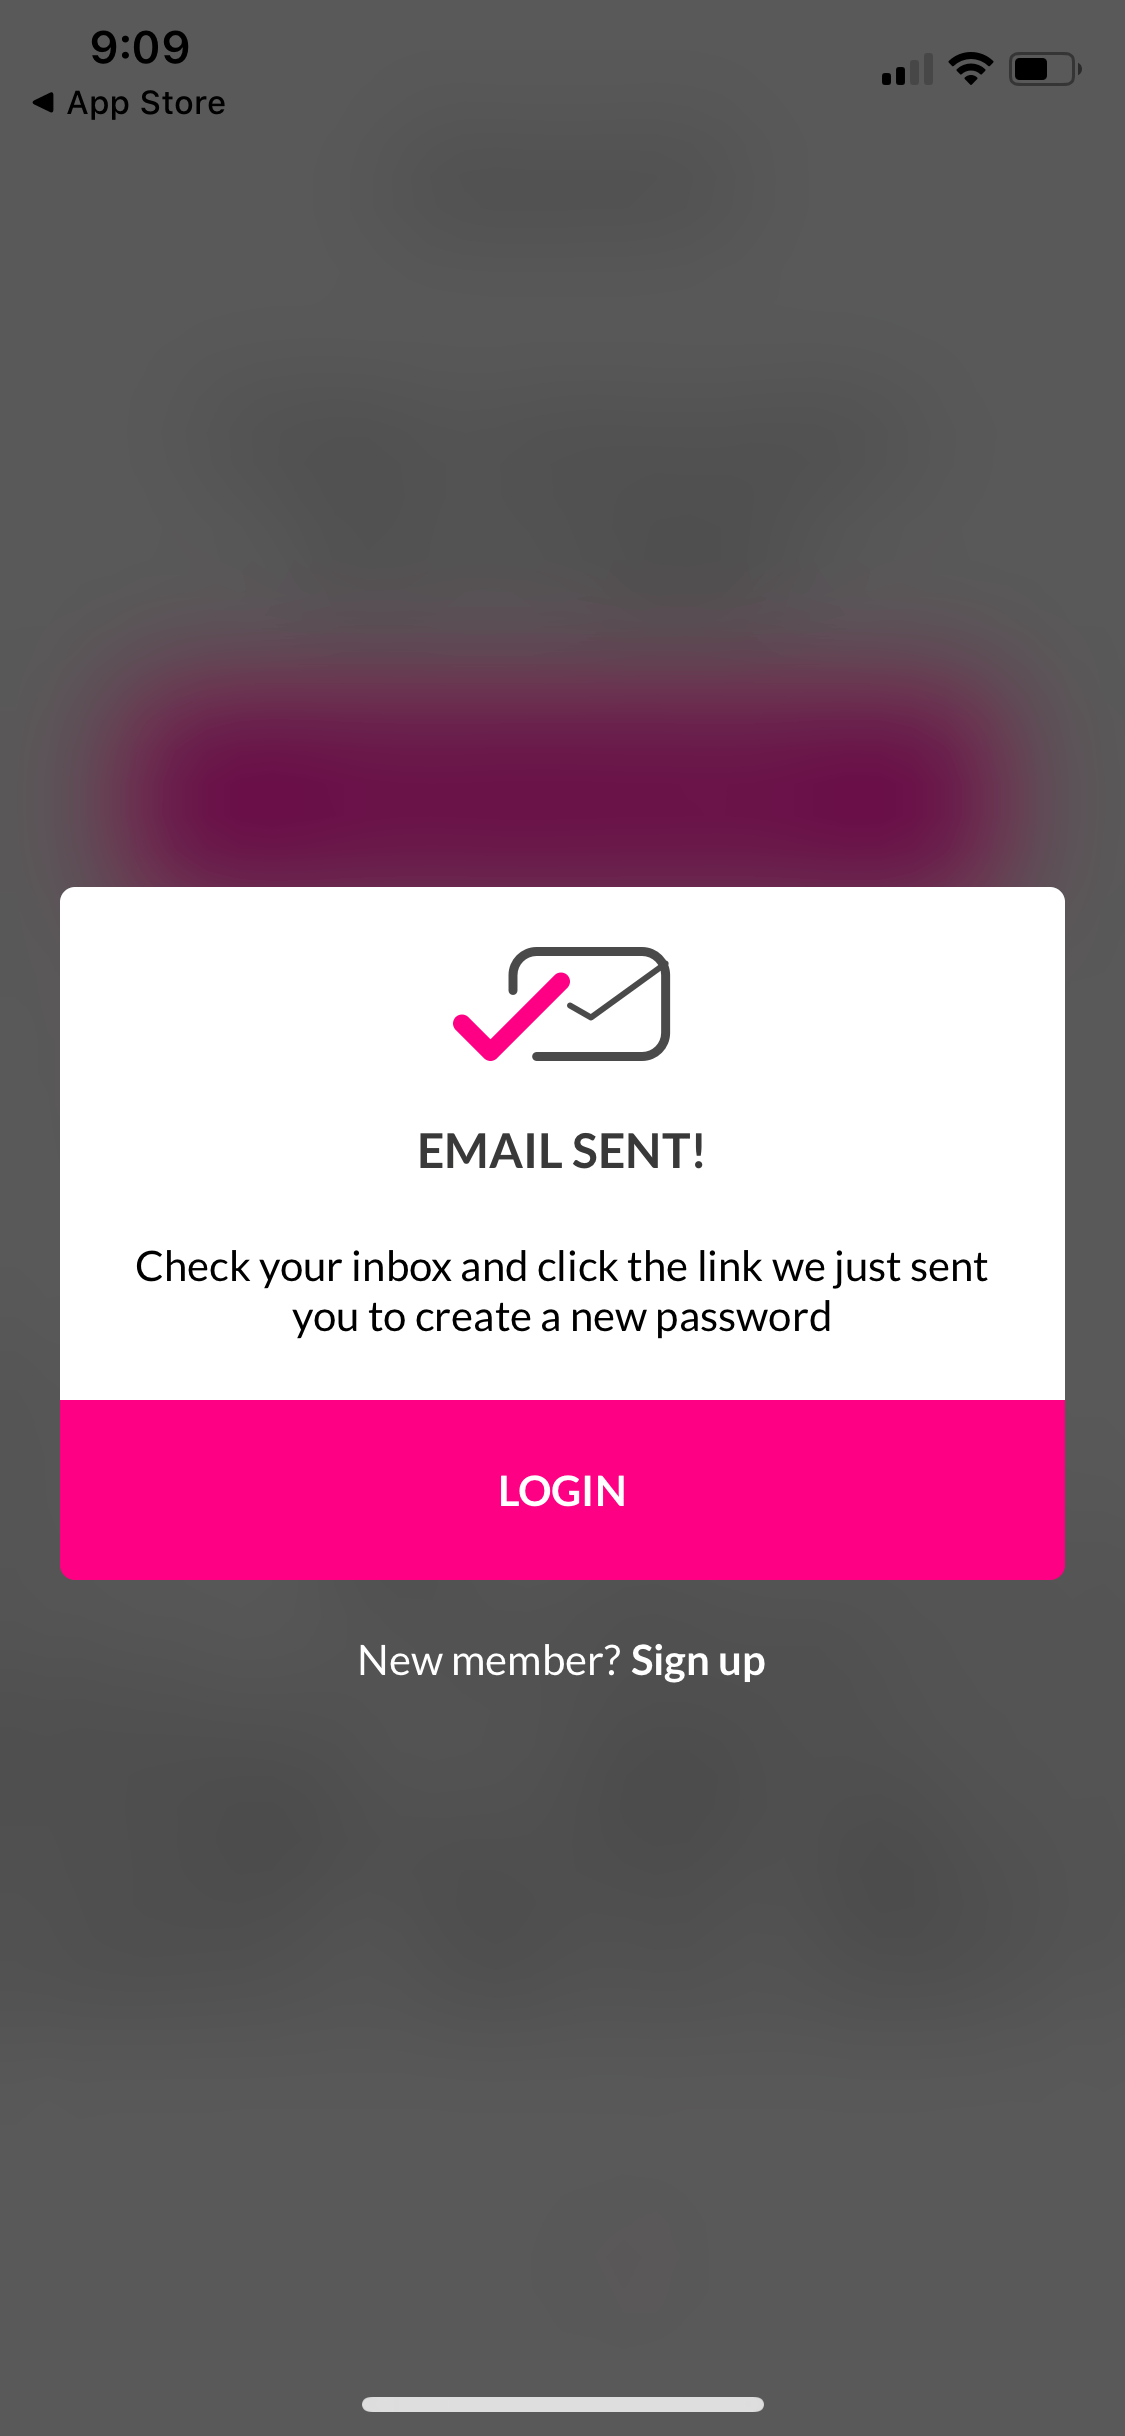 9:09
◀ App Store
EMAIL SENT!
Check your inbox and click the link we just sent
you to create a new password
LOGIN
New member? Sign up